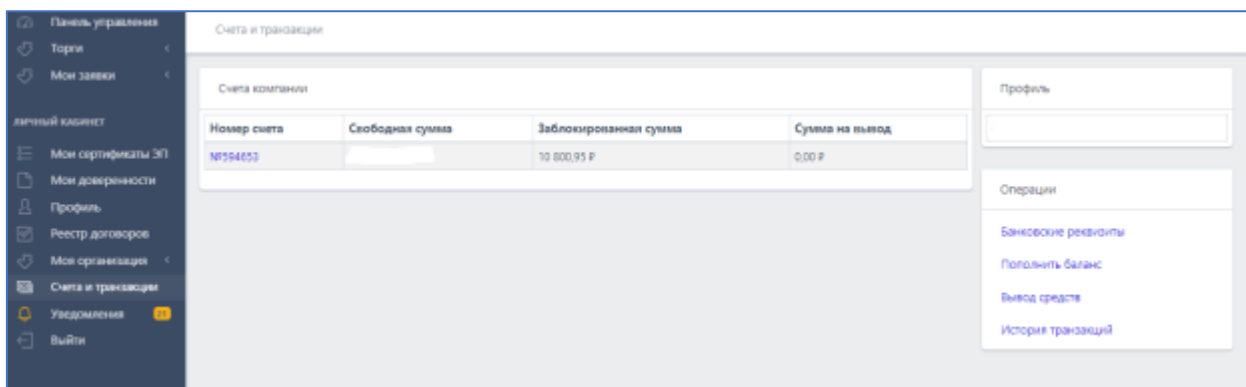 Панель управления
Торги
Мои заявки
ЛИЧНЫЙ КАБИНЕТ
Мои сертификаты ЭП
Мои доверенности
Профиль
Реестр договоров
Моя организация
Счета и транзакции
Уведомления 21
Выйти
Счета и транзакции
Счета компании
Номер счета Свободная сумма Заблокированная сумма Сумма на вывод
№594653 10 800,95 ₽ 0,00 ₽
Профиль
Операции
Банковские реквизиты
Пополнить баланс
Вывод средств
История транзакций